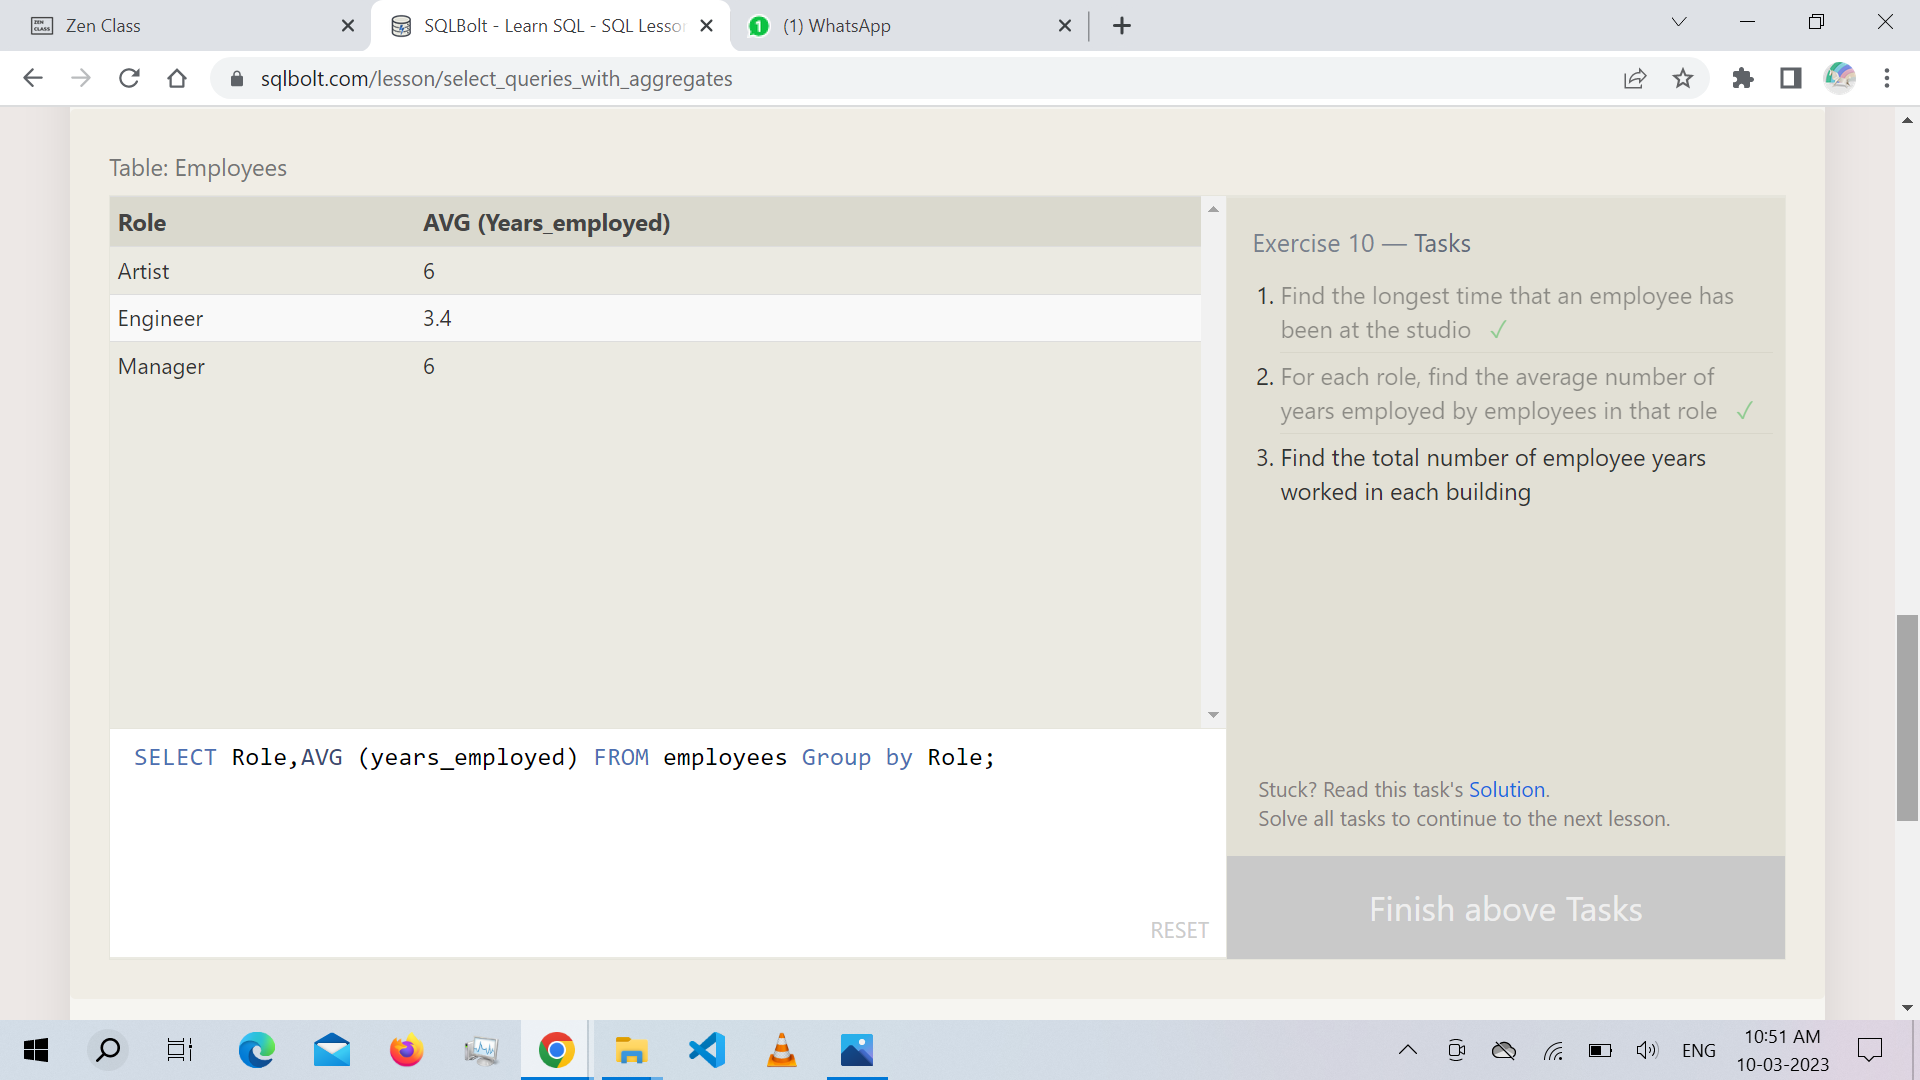 ZEN CLASS Zen Class
SQLBolt - Learn SQL - SQL Lesson
1 (1) WhatsApp
sqlbolt.com/lesson/select_queries_with_aggregates
Table: Employees
Role AVG (Years_employed)
Artist 6
Engineer 3.4
Manager 6
SELECT Role,AVG (years_employed) FROM employees Group by Role;
RESET
Exercise 10 — Tasks
1. Find the longest time that an employee has
been at the studio ✓
2. For each role, find the average number of
years employed by employees in that role ✓
3. Find the total number of employee years
worked in each building
Stuck? Read this task's Solution.
Solve all tasks to continue to the next lesson.
Finish above Tasks
ENG
10:51 AM
10-03-2023